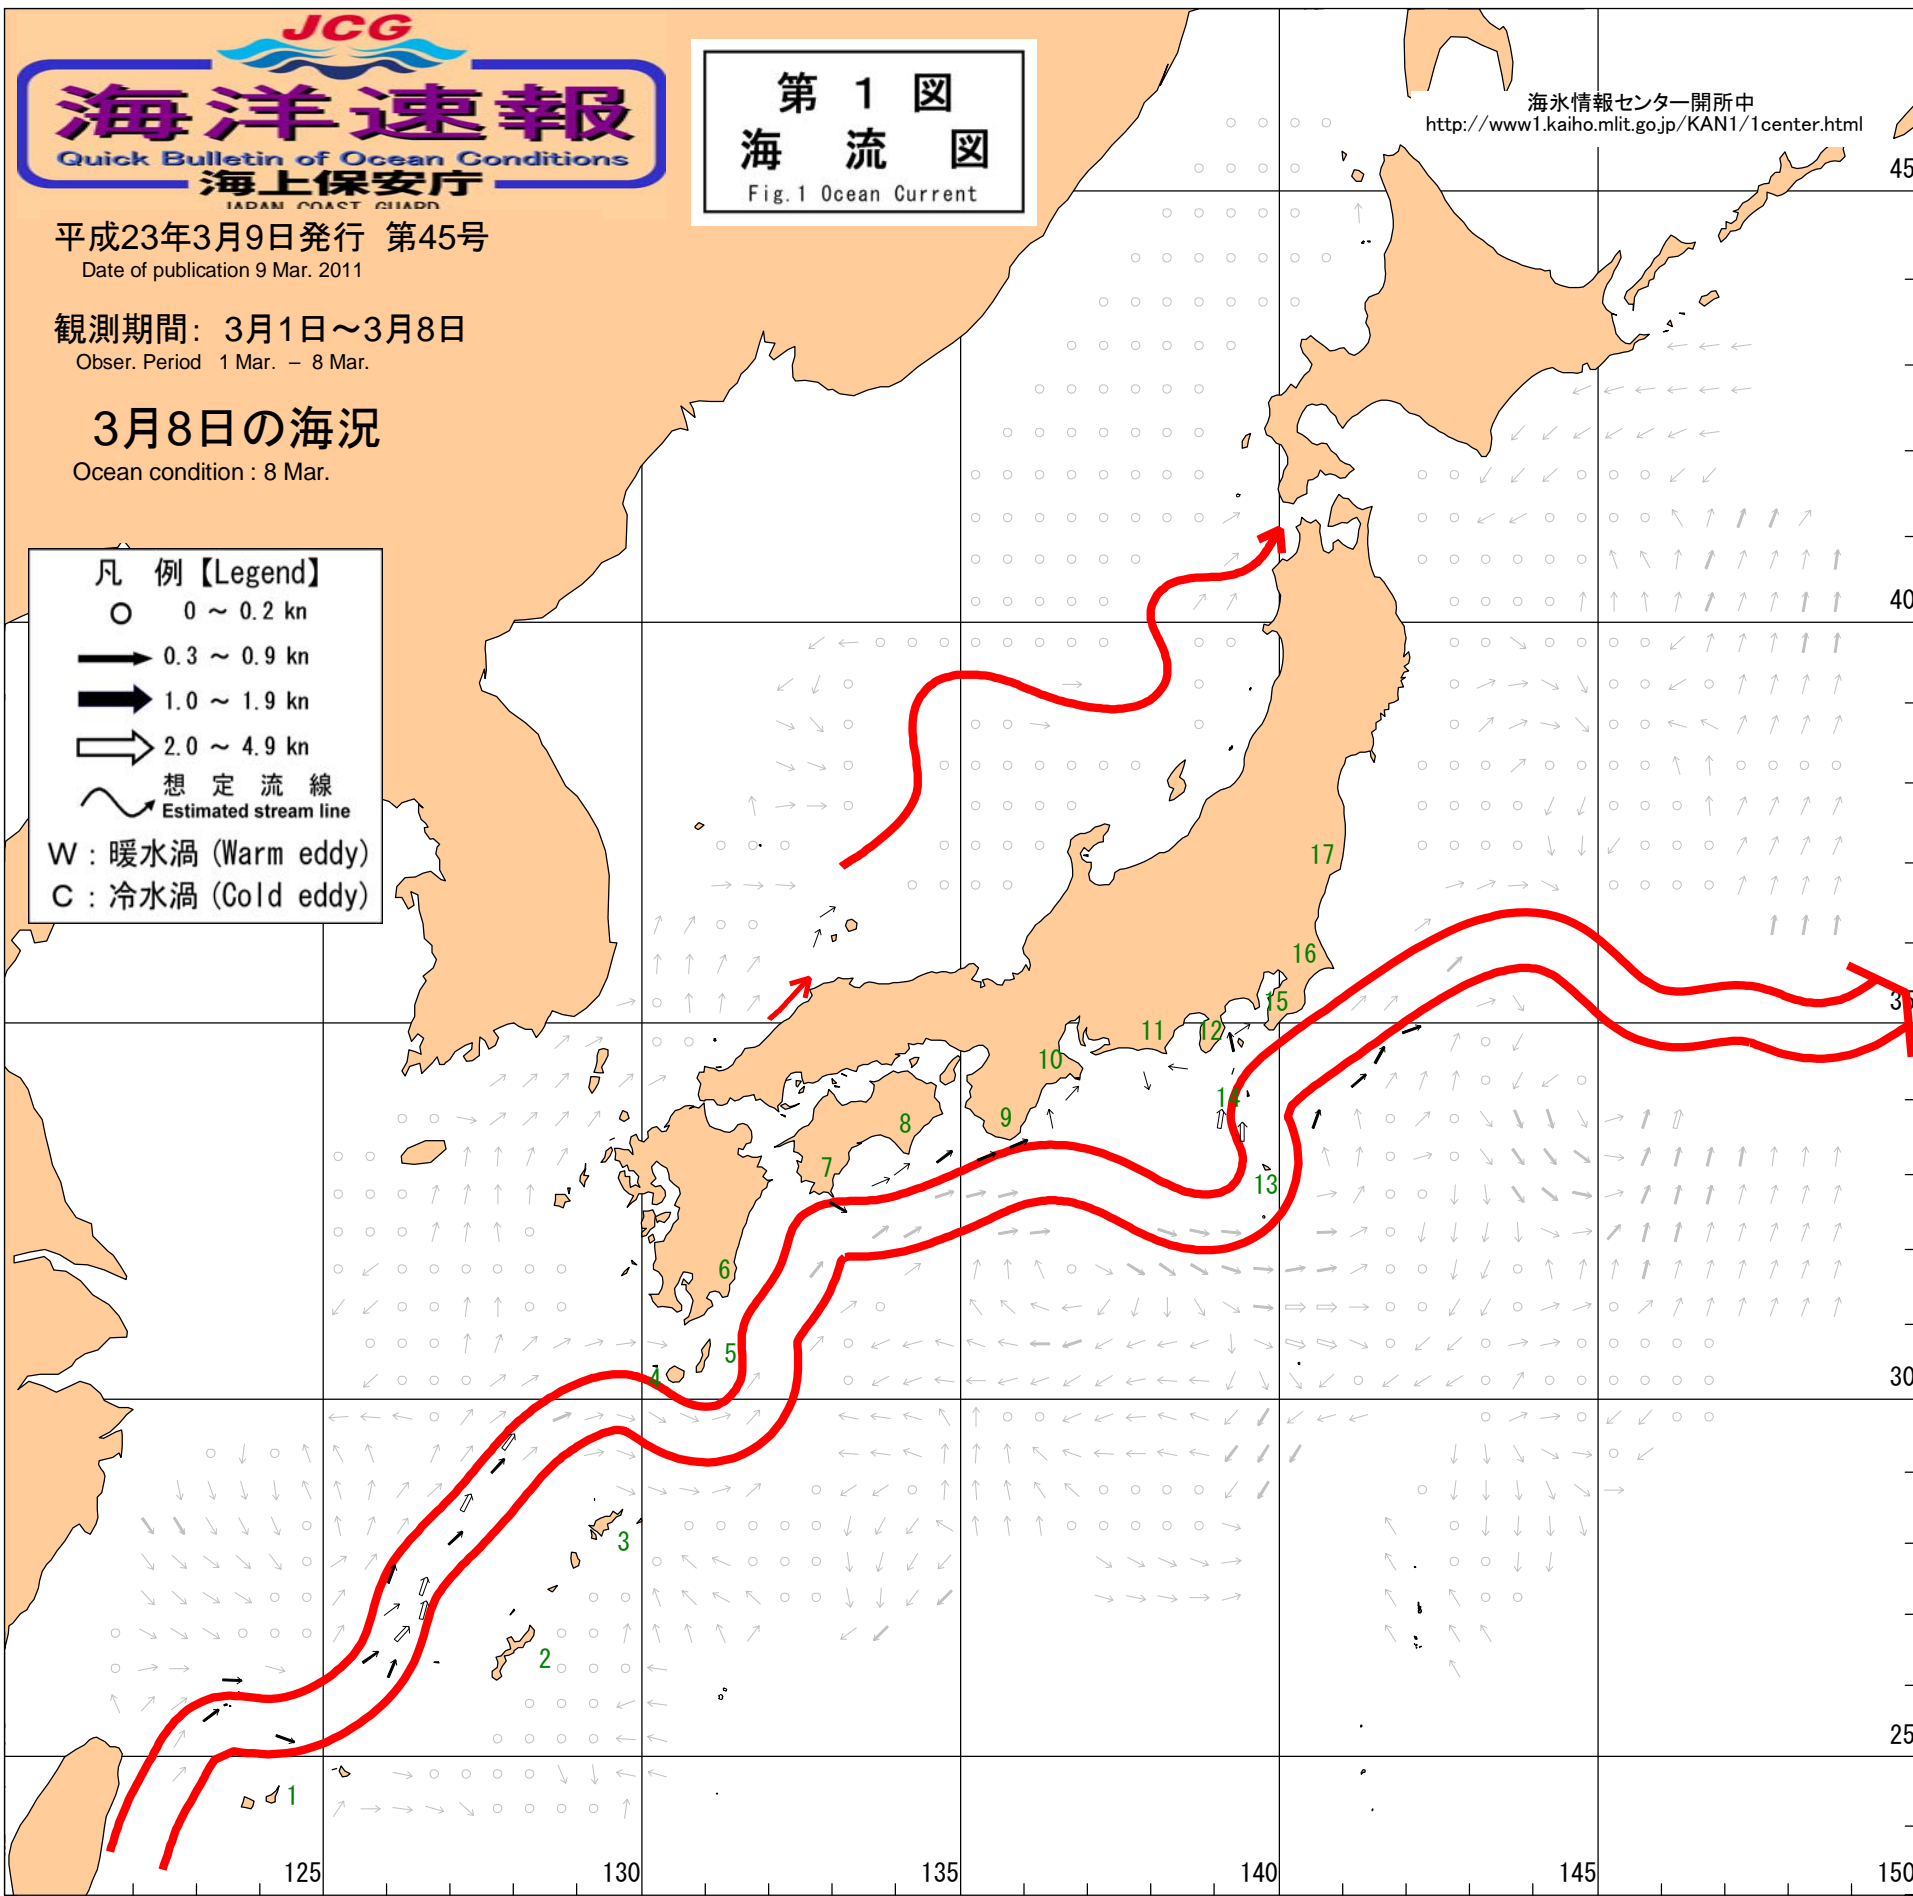 JCG
海洋速報
Quick Bulletin of Ocean Conditions
海上保安庁
JAPAN COAST GUARD
第 1 図
海 流 図
Fig.1 Ocean Current
海氷情報センター開所中
http://www1.kaiho.mlit.go.jp/KAN1/1center.html
平成23年3月9日発行 第45号
Date of publication 9 Mar. 2011
観測期間: 3月1日～3月8日
Obser. Period 1 Mar. – 8 Mar.
3月8日の海況
Ocean condition : 8 Mar.
凡 例【Legend】
0 ～ 0.2 kn
0.3 ～ 0.9 kn
1.0 ～ 1.9 kn
2.0 ～ 4.9 kn
想 定 流 線
Estimated stream line
W : 暖水渦 (Warm eddy)
C : 冷水渦 (Cold eddy)
45
40
17
16
35
15
12
11
10
14
9
8
7
13
6
5
4
30
3
2
25
1
125
130
135
140
145
150